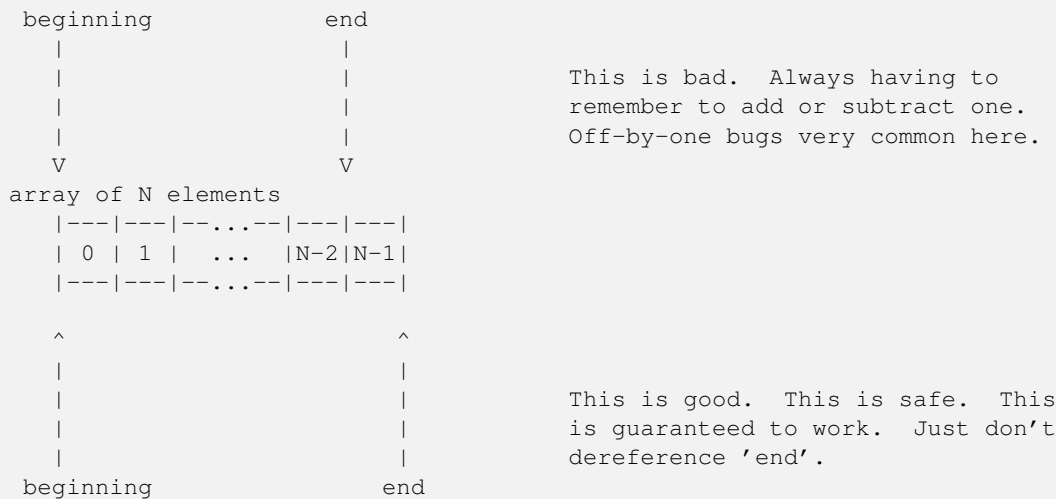 beginning                  end
   |                        |
   |                        |               This is bad.  Always having to
   |                        |               remember to add or subtract one.
   |                        |               Off-by-one bugs very common here.
   V                        V
array of N elements
   |---|---|--...--|---|---|
   | 0 | 1 |  ...  |N-2|N-1|
   |---|---|--...--|---|---|
   ^                            ^
   |                            |
   |                            |           This is good.  This is safe.  This
   |                            |           is guaranteed to work.  Just don't
   |                            |           dereference 'end'.
beginning                      end